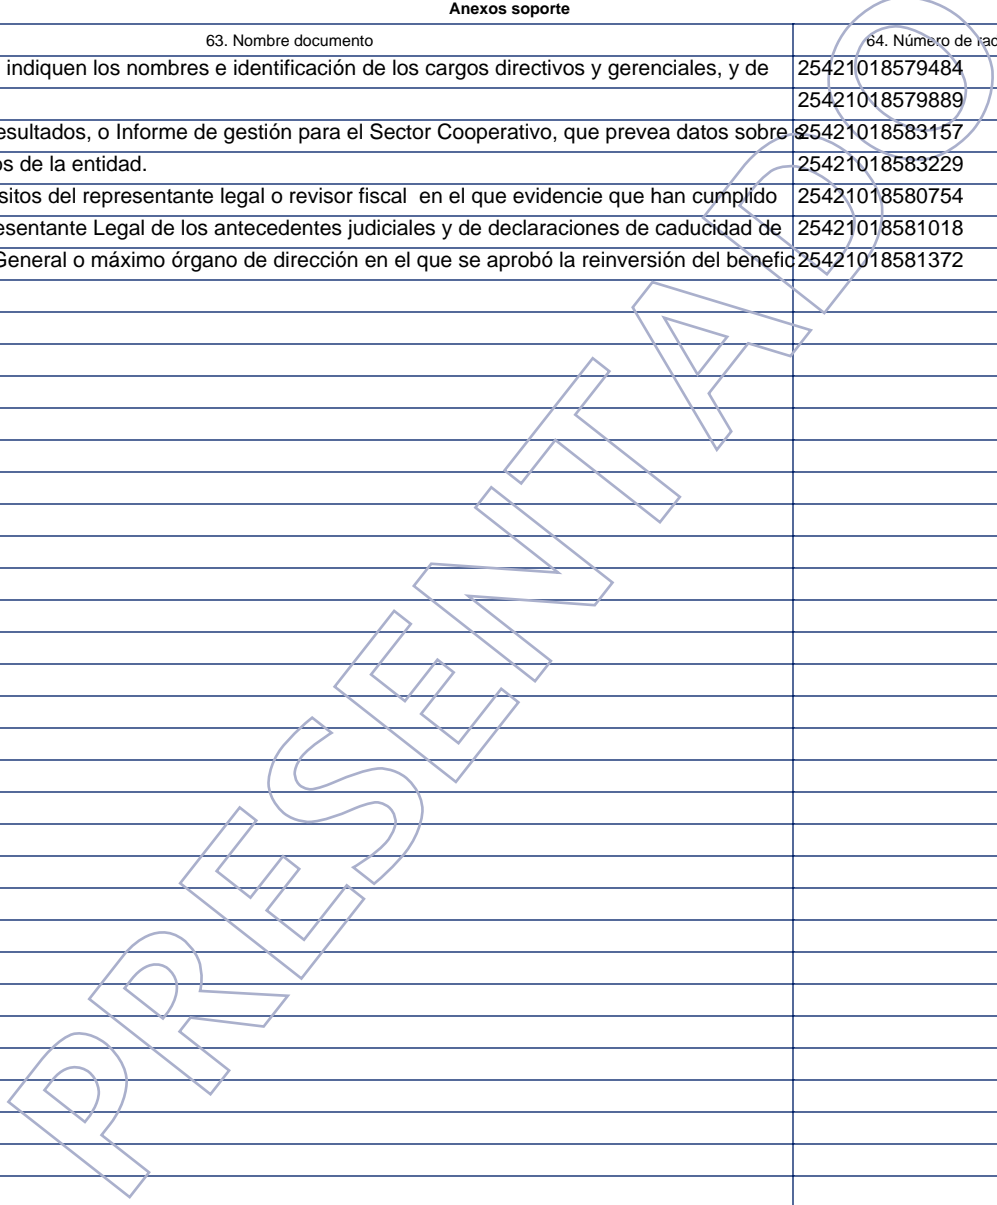 Anexos soporte
63. Nombre documento 64. Número de rad
indiquen los nombres e identificación de los cargos directivos y gerenciales, y de 25421018579484
25421018579889
esultados, o Informe de gestión para el Sector Cooperativo, que prevea datos sobre s 25421018583157
os de la entidad. 25421018583229
sitos del representante legal o revisor fiscal en el que evidencie que han cumplido 25421018580754
esentante Legal de los antecedentes judiciales y de declaraciones de caducidad de 25421018581018
General o máximo órgano de dirección en el que se aprobó la reinversión del benefic 25421018581372
PRESENTADO